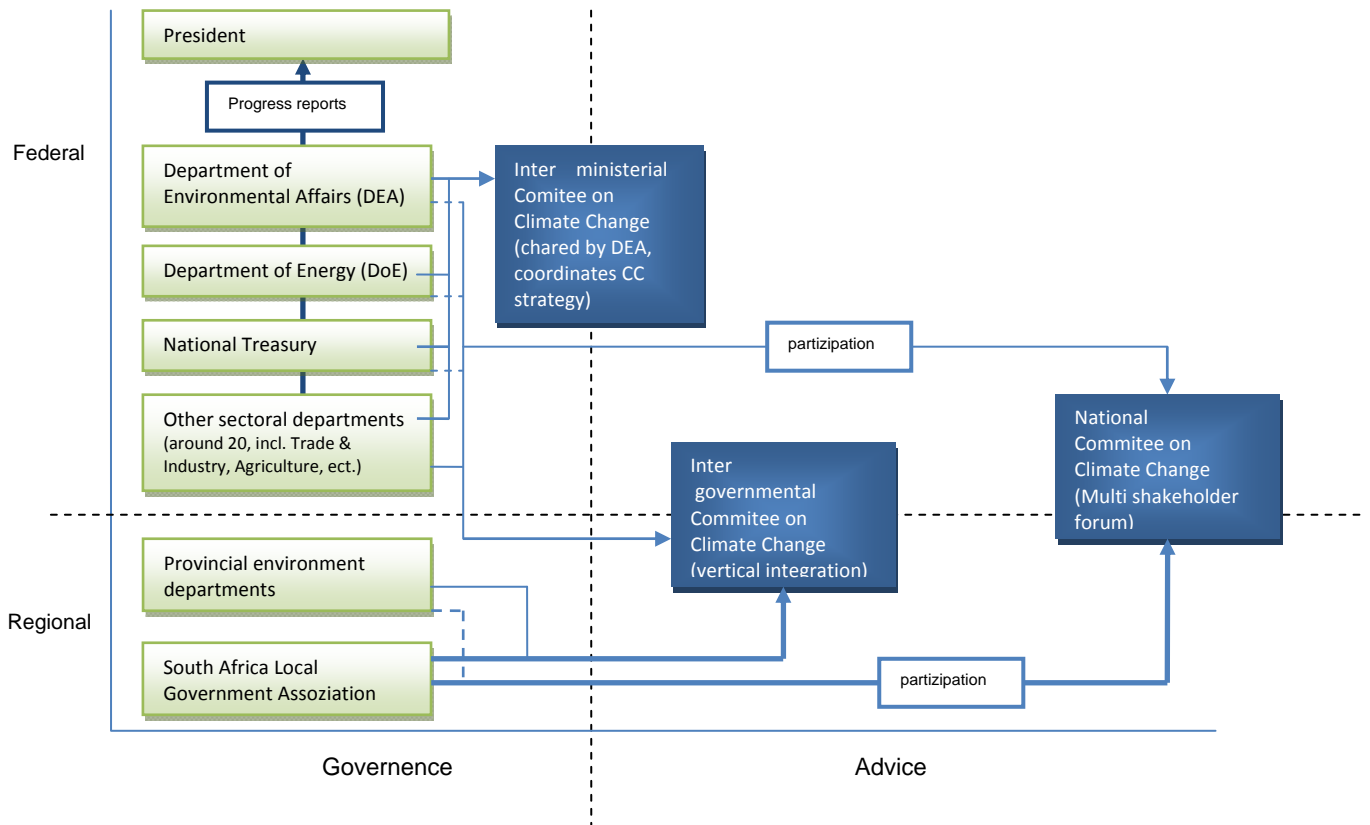 President
Progress reports
Federal
Department of
Environmental Affairs (DEA)
Inter ministerial
Comitee on
Climate Change
(chared by DEA,
coordinates CC
strategy)
Department of Energy (DoE)
National Treasury
partizipation
Other sectoral departments
(around 20, incl. Trade &
Industry, Agriculture, ect.)
National
Commitee on
Climate Change
(Multi shakeholder
forum)
Inter
governmental
Commitee on
Climate Change
(vertical integration)
Provincial environment
departments
Regional
South Africa Local
Government Assoziation
partizipation
Governence
Advice